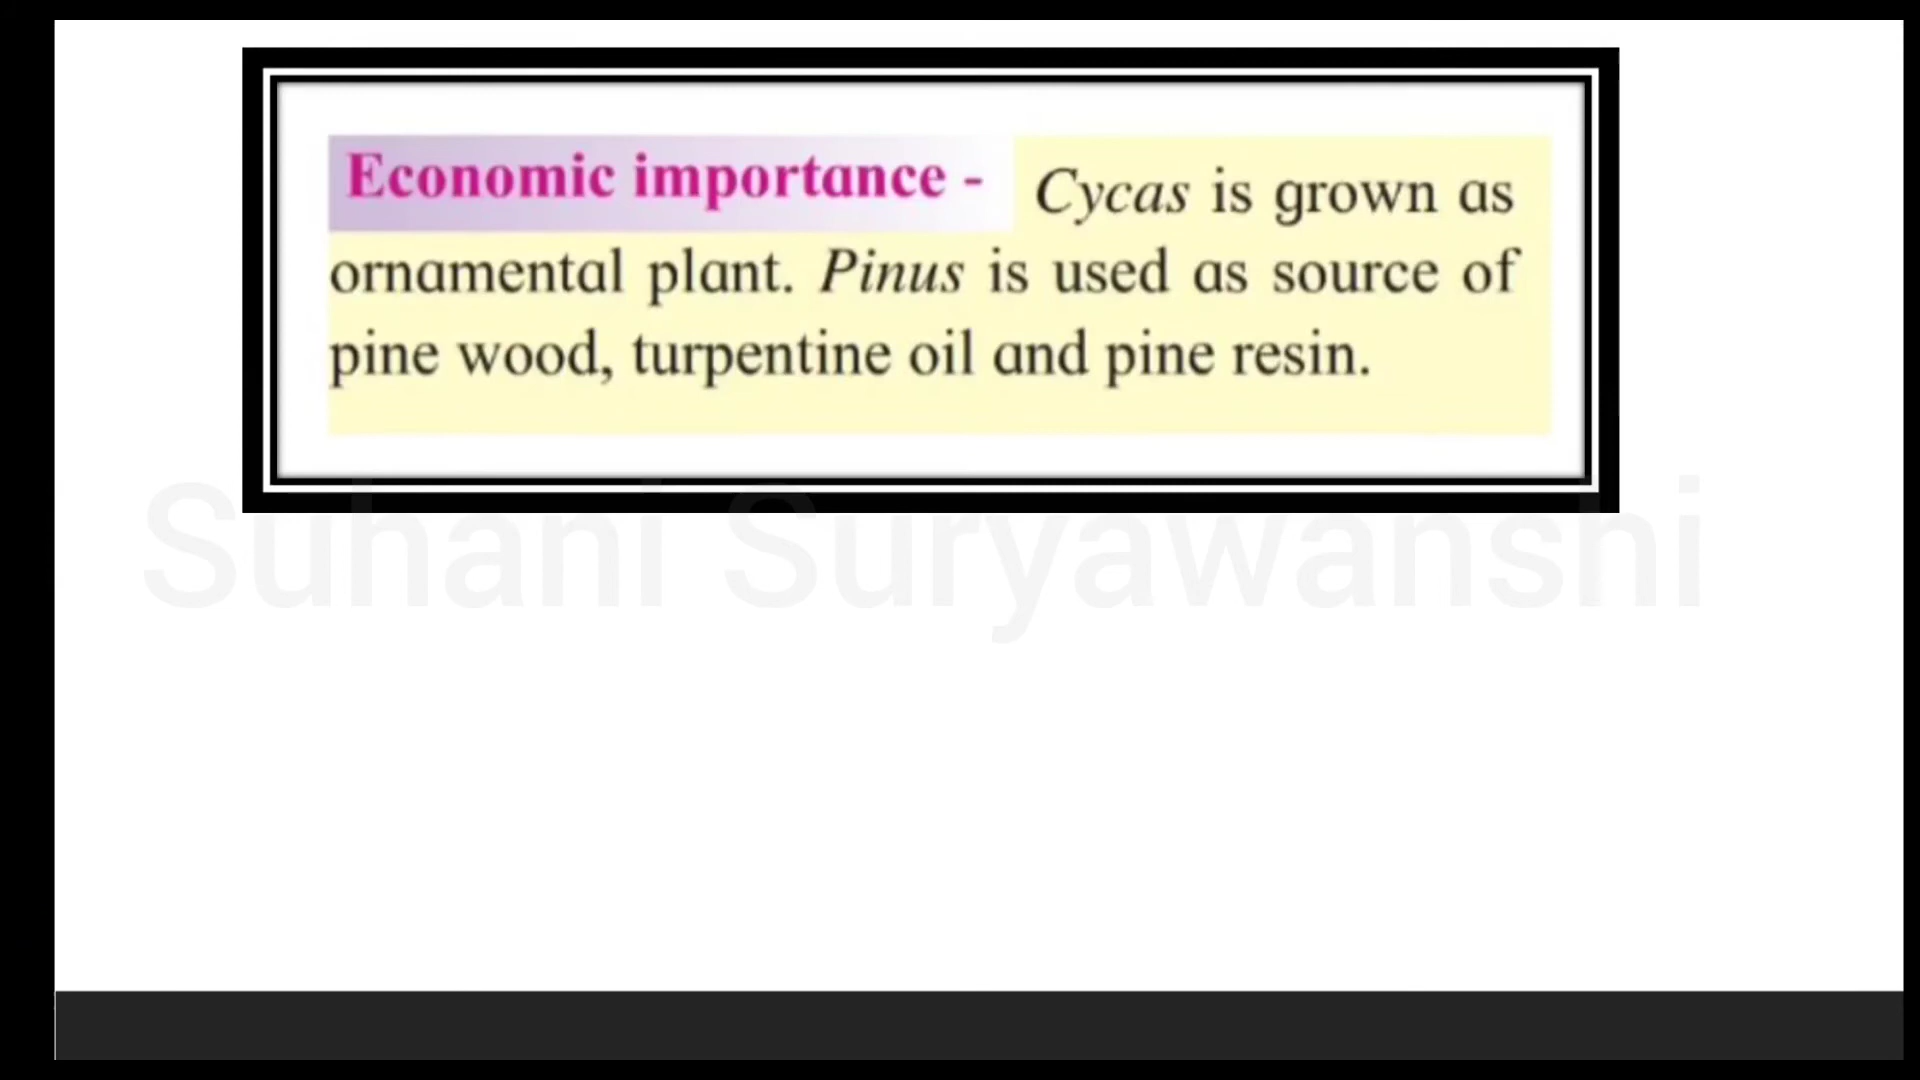 Economic importance - Cycas is grown as
ornamental plant. Pinus is used as source of
pine wood, turpentine oil and pine resin.
Suhani Suryawanshi